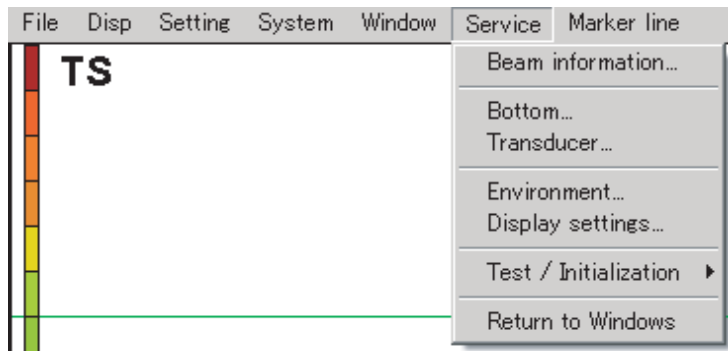 File Disp Setting System Window Service Marker line
TS
Beam information...
Bottom...
Transducer...
Environment...
Display settings...
Test / Initialization
Return to Windows